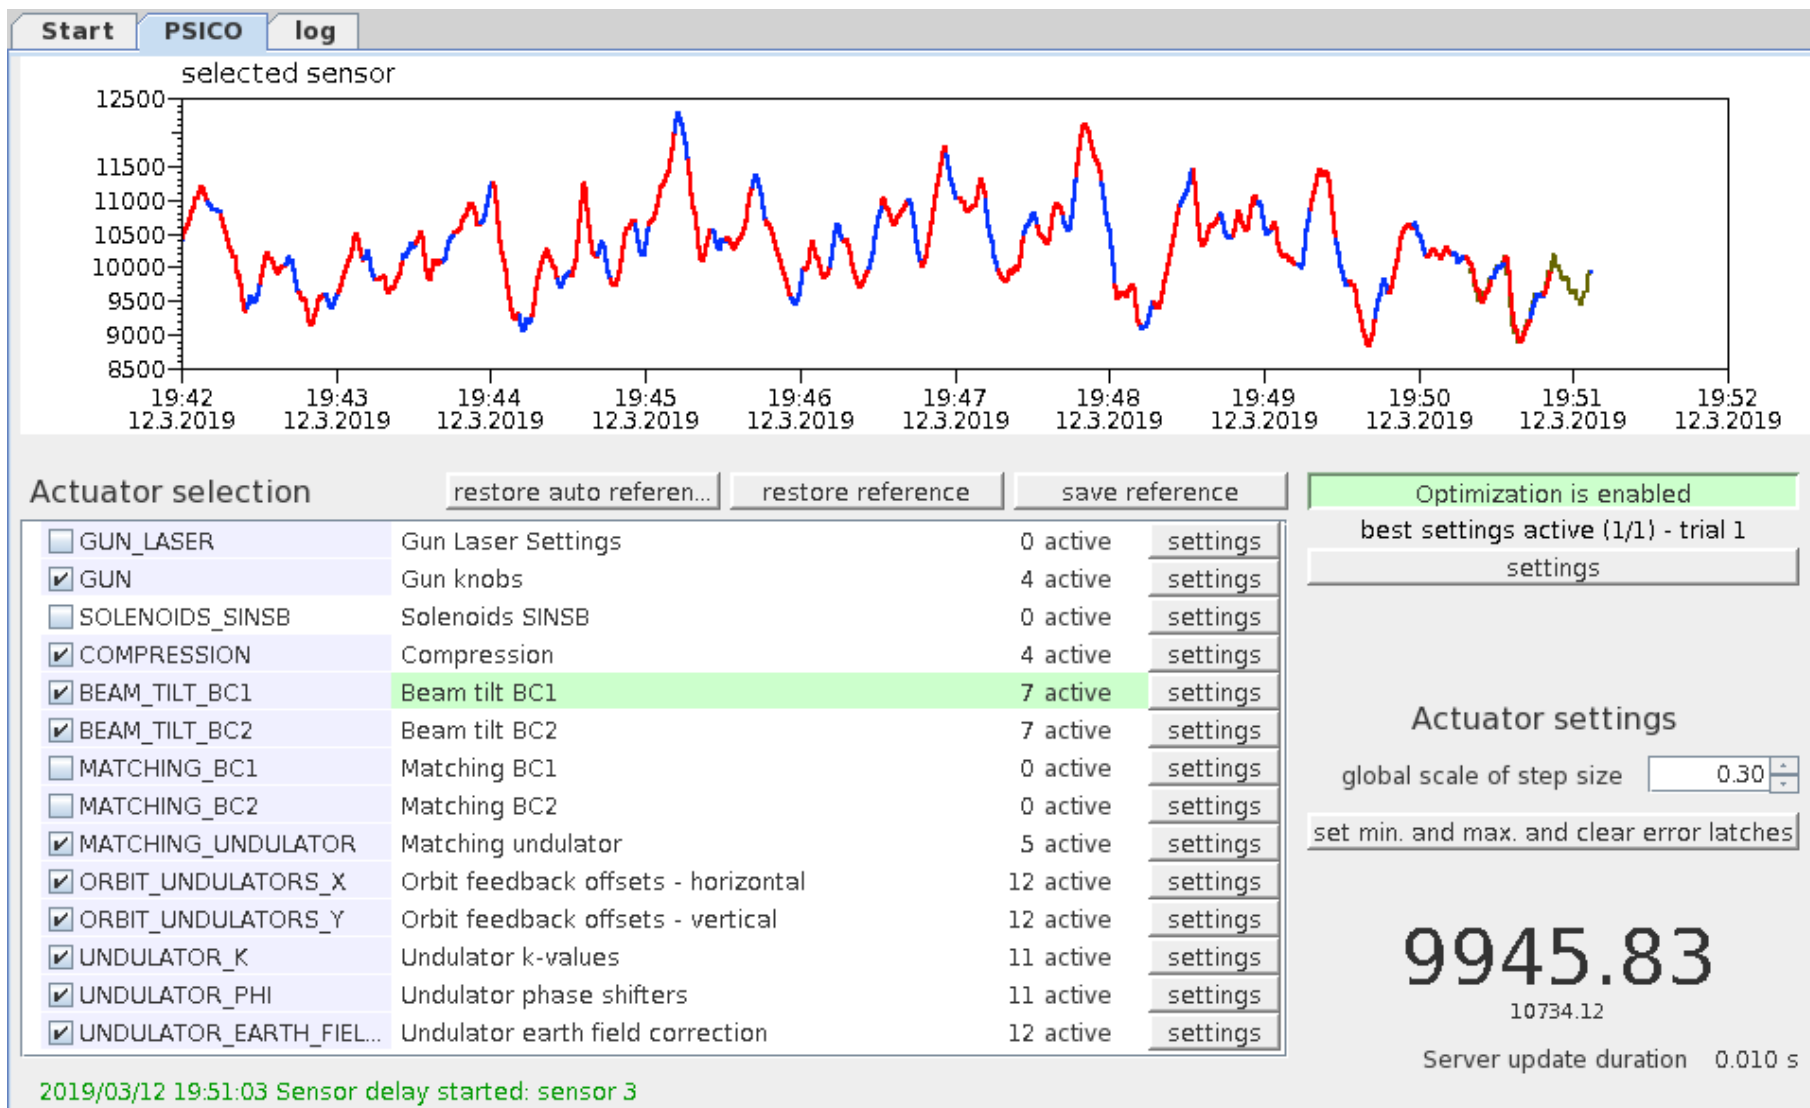 Start PSICO log
selected sensor
12500
11500
11000
10500
10000
9500
9000
8500
19:42 19:43 19:44 19:45 19:46 19:47 19:48 19:49 19:50 19:51 19:52
12.3.2019 12.3.2019 12.3.2019 12.3.2019 12.3.2019 12.3.2019 12.3.2019 12.3.2019 12.3.2019 12.3.2019 12.3.2019
Actuator selection restore auto referen... restore reference save reference
GUN_LASER Gun Laser Settings 0 active settings
GUN Gun knobs 4 active settings
SOLENOIDS_SINSB Solenoids SINSB 0 active settings
COMPRESSION Compression 4 active settings
BEAM_TILT_BC1 Beam tilt BC1 7 active settings
BEAM_TILT_BC2 Beam tilt BC2 7 active settings
MATCHING_BC1 Matching BC1 0 active settings
MATCHING_BC2 Matching BC2 0 active settings
MATCHING_UNDULATOR Matching undulator 5 active settings
ORBIT_UNDULATORS_X Orbit feedback offsets - horizontal 12 active settings
ORBIT_UNDULATORS_Y Orbit feedback offsets - vertical 12 active settings
UNDULATOR_K Undulator k-values 11 active settings
UNDULATOR_PHI Undulator phase shifters 11 active settings
UNDULATOR_EARTH_FIEL... Undulator earth field correction 12 active settings
2019/03/12 19:51:03 Sensor delay started: sensor 3
Optimization is enabled
best settings active (1/1) - trial 1
settings
Actuator settings
global scale of step size 0.30
set min. and max. and clear error latches
9945.83
10734.12
Server update duration 0.010 s